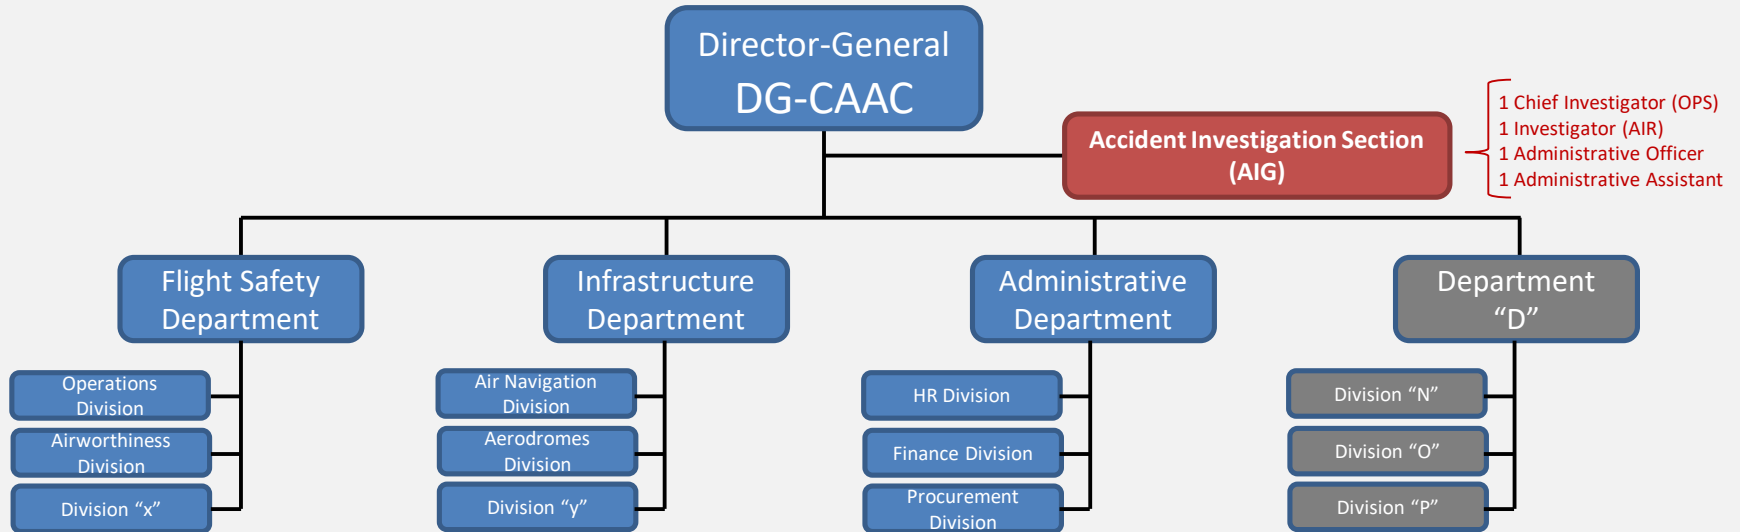 Director-General
DG-CAAC
Accident Investigation Section
(AIG)
1 Chief Investigator (OPS)
1 Investigator (AIR)
1 Administrative Officer
1 Administrative Assistant
Flight Safety
Department
Operations
Division
Airworthiness
Division
Division “x”
Infrastructure
Department
Air Navigation
Division
Aerodromes
Division
Division “y”
Administrative
Department
HR Division
Finance Division
Procurement
Division
Department
“D”
Division “N”
Division “O”
Division “P”